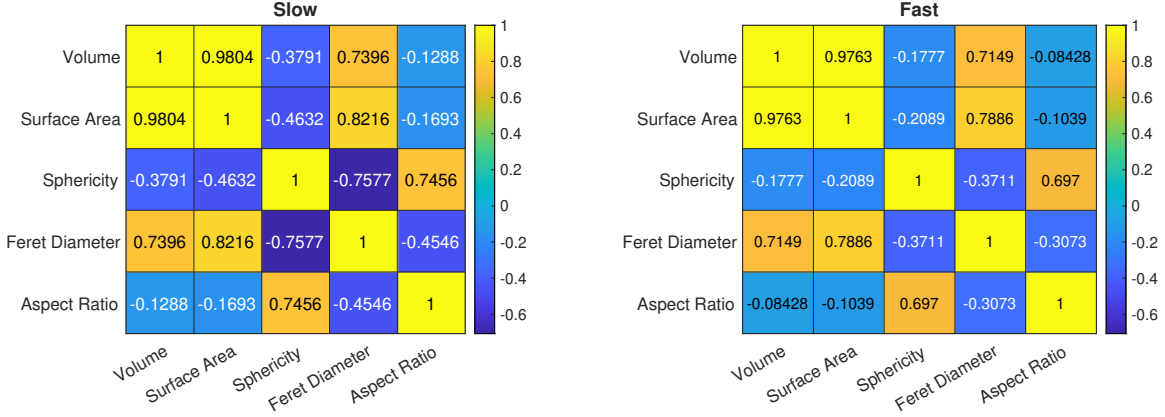 Slow
Volume 1 0.9804 -0.3791 0.7396 -0.1288
Surface Area 0.9804 1 -0.4632 0.8216 -0.1693
Sphericity -0.3791 -0.4632 1 -0.7577 0.7456
Feret Diameter 0.7396 0.8216 -0.7577 1 -0.4546
Aspect Ratio -0.1288 -0.1693 0.7456 -0.4546 1
Volume
Surface Area
Sphericity
Feret Diameter
Aspect Ratio
1
0.8
0.6
0.4
0.2
0
-0.2
-0.4
-0.6
Fast
Volume 1 0.9763 -0.1777 0.7149 -0.08428
Surface Area 0.9763 1 -0.2089 0.7886 -0.1039
Sphericity -0.1777 -0.2089 1 -0.3711 0.697
Feret Diameter 0.7149 0.7886 -0.3711 1 -0.3073
Aspect Ratio -0.08428 -0.1039 0.697 -0.3073 1
Volume
Surface Area
Sphericity
Feret Diameter
Aspect Ratio
1
0.8
0.6
0.4
0.2
0
-0.2
-0.4
-0.6